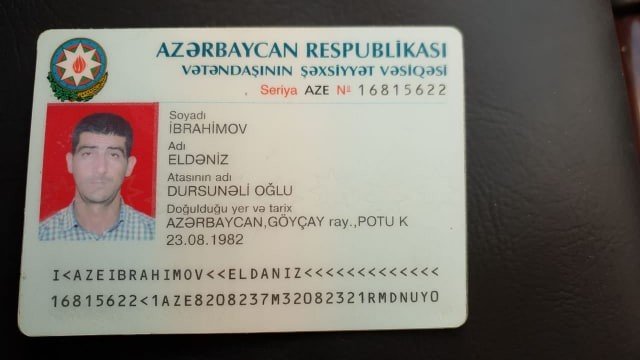 AZƏRBAYCAN RESPUBLİKASI
VƏTƏNDAŞININ ŞƏXSİYYƏT VƏSİQƏSİ
Seriya AZE № 16815622
Soyadı
İBRAHİMOV
Adı
ELDƏNİZ
Atasının adı
DURSUNƏLİ OĞLU
Doğulduğu yer və tarix
AZƏRBAYCAN,GÖYÇAY ray.,POTU K
23.08.1982
I<AZEIBRAHIMOV<<ELDANIZ<<<<<<<<<<<<<
16815622<1AZE8208237M32082321RMDNUY0